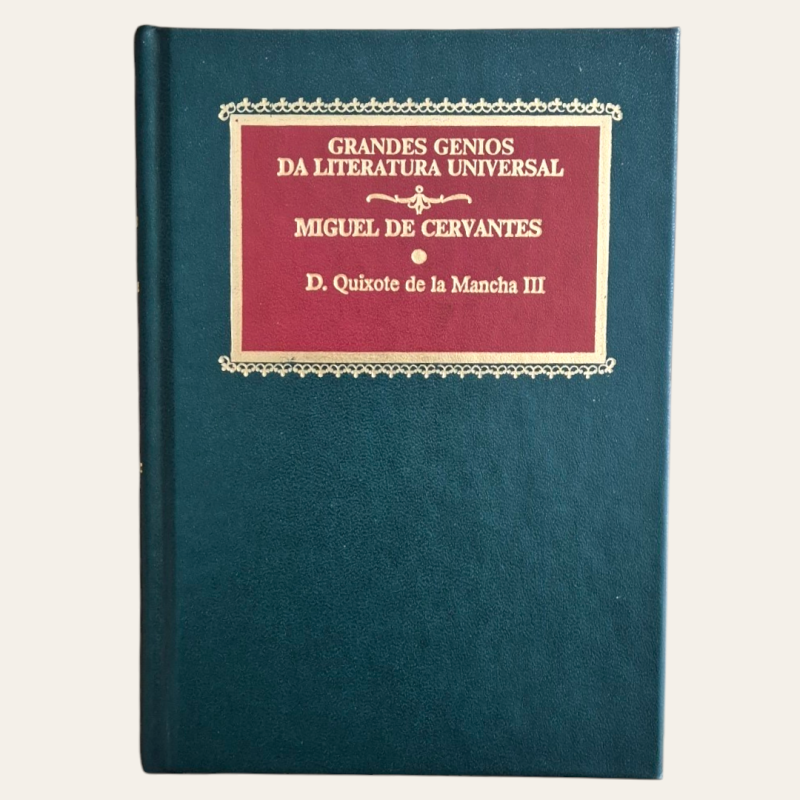 GRANDES GENIOS
DA LITERATURA UNIVERSAL
MIGUEL DE CERVANTES
D. Quixote de la Mancha III